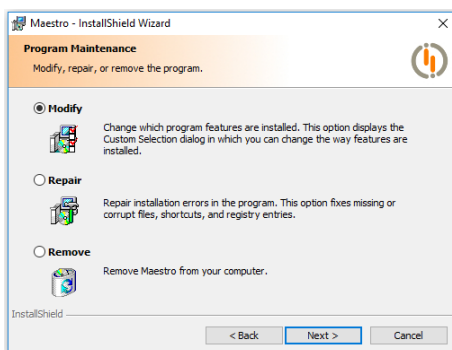 Maestro - InstallShield Wizard
Program Maintenance
Modify, repair, or remove the program.
Modify
Change which program features are installed. This option displays the
Custom Selection dialog in which you can change the way features are
installed.
Repair
Repair installation errors in the program. This option fixes missing or
corrupt files, shortcuts, and registry entries.
Remove
Remove Maestro from your computer.
InstallShield
< Back Next > Cancel